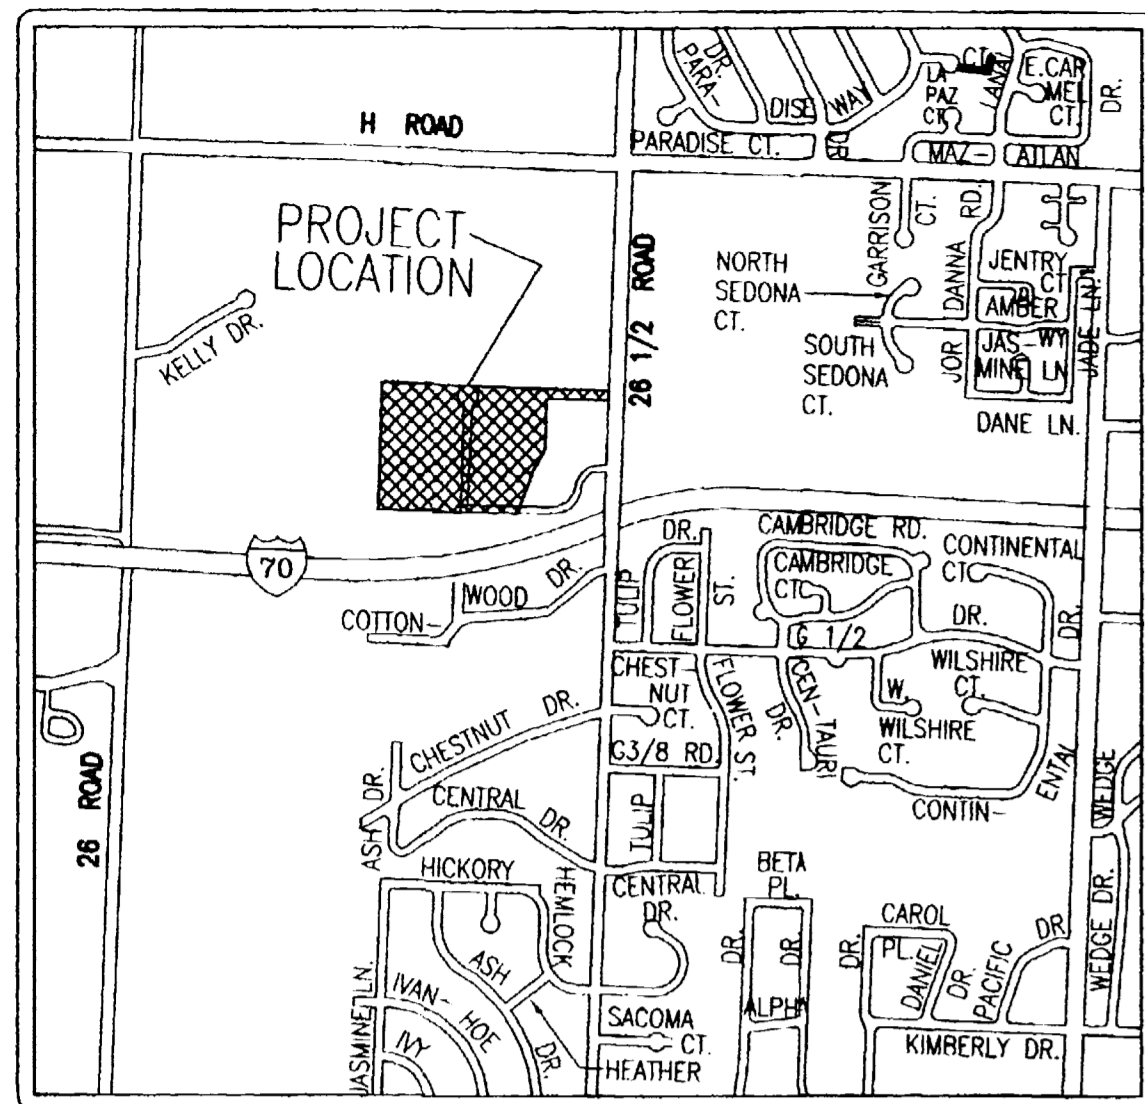 DR.
PARA-
DISE
WAY
DR
PARADISE CT.
CT.
LA
PAZ
CT.
LANAI
E.CAR
MEL
CT.
DR.
MAZ-
ATLAN
H ROAD
PROJECT
LOCATION
KELLY DR.
26 1/2 ROAD
NORTH
SEDONA
CT.
GARRISON
CT.
JOR
DANNA
RD.
JENTRY
CT.
AMBER
WY
JAS-
MINE LN
JADE LN.
SOUTH
SEDONA
CT.
DANE LN.
70
COTTON-
WOOD
DR.
TULIP
DR.
FLOWER
ST.
CAMBRIDGE RD.
CAMBRIDGE
CT.
CONTINENTAL
CT.
DR.
G 1/2
DR.
CHEST-
NUT
CT.
FLOWER ST.
CEN-TAURI
DR.
W.
WILSHIRE
CT.
WILSHIRE
CT.
CONTIN-
ENTAL
WEDGE
WEDGE DR.
CHESTNUT DR.
G3/8 RD.
26 ROAD
ASH DR.
CENTRAL
DR.
TULIP
HICKORY
HEMLOCK
CENTRAL
DR.
BETA
PL.
DR.
DR.
ALPHA
DR.
CAROL
PL.
DANIEL
DR.
PACIFIC
DR
KIMBERLY DR.
JASMINE LN.
IVAN-
HOE
IVY
ASH
DR.
HEATHER
SACOMA
CT.